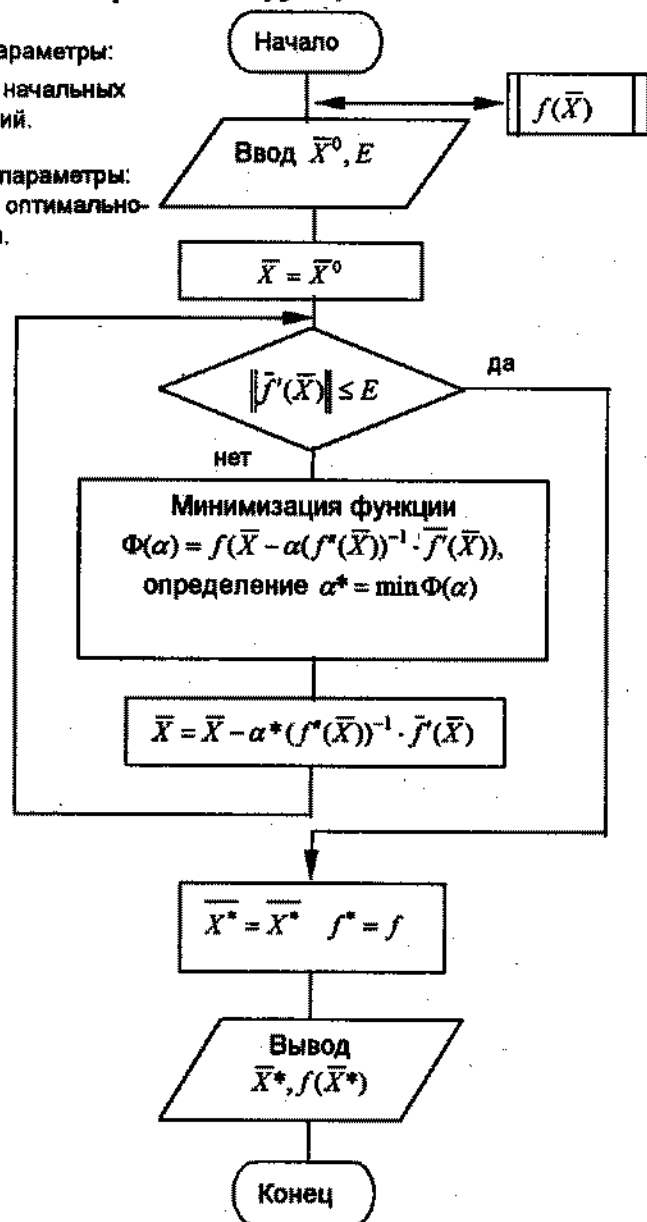 Начало
араметры:
начальных
ий.
f(X̅)
Ввод X̅⁰, E
параметры:
оптимально-
X̅ = X̅⁰
‖f̅'(X̅)‖ ≤ E
да
нет
Минимизация функции
Φ(α) = f(X̅ − α(f″(X̅))⁻¹ · f̅'(X̅)),
определение α* = min Φ(α)
X̅ = X̅ − α*(f″(X̅))⁻¹ · f̅'(X̅)
X̅*̅ = X̅*̅ f* = f
Вывод
X̅*, f(X̅*)
Конец